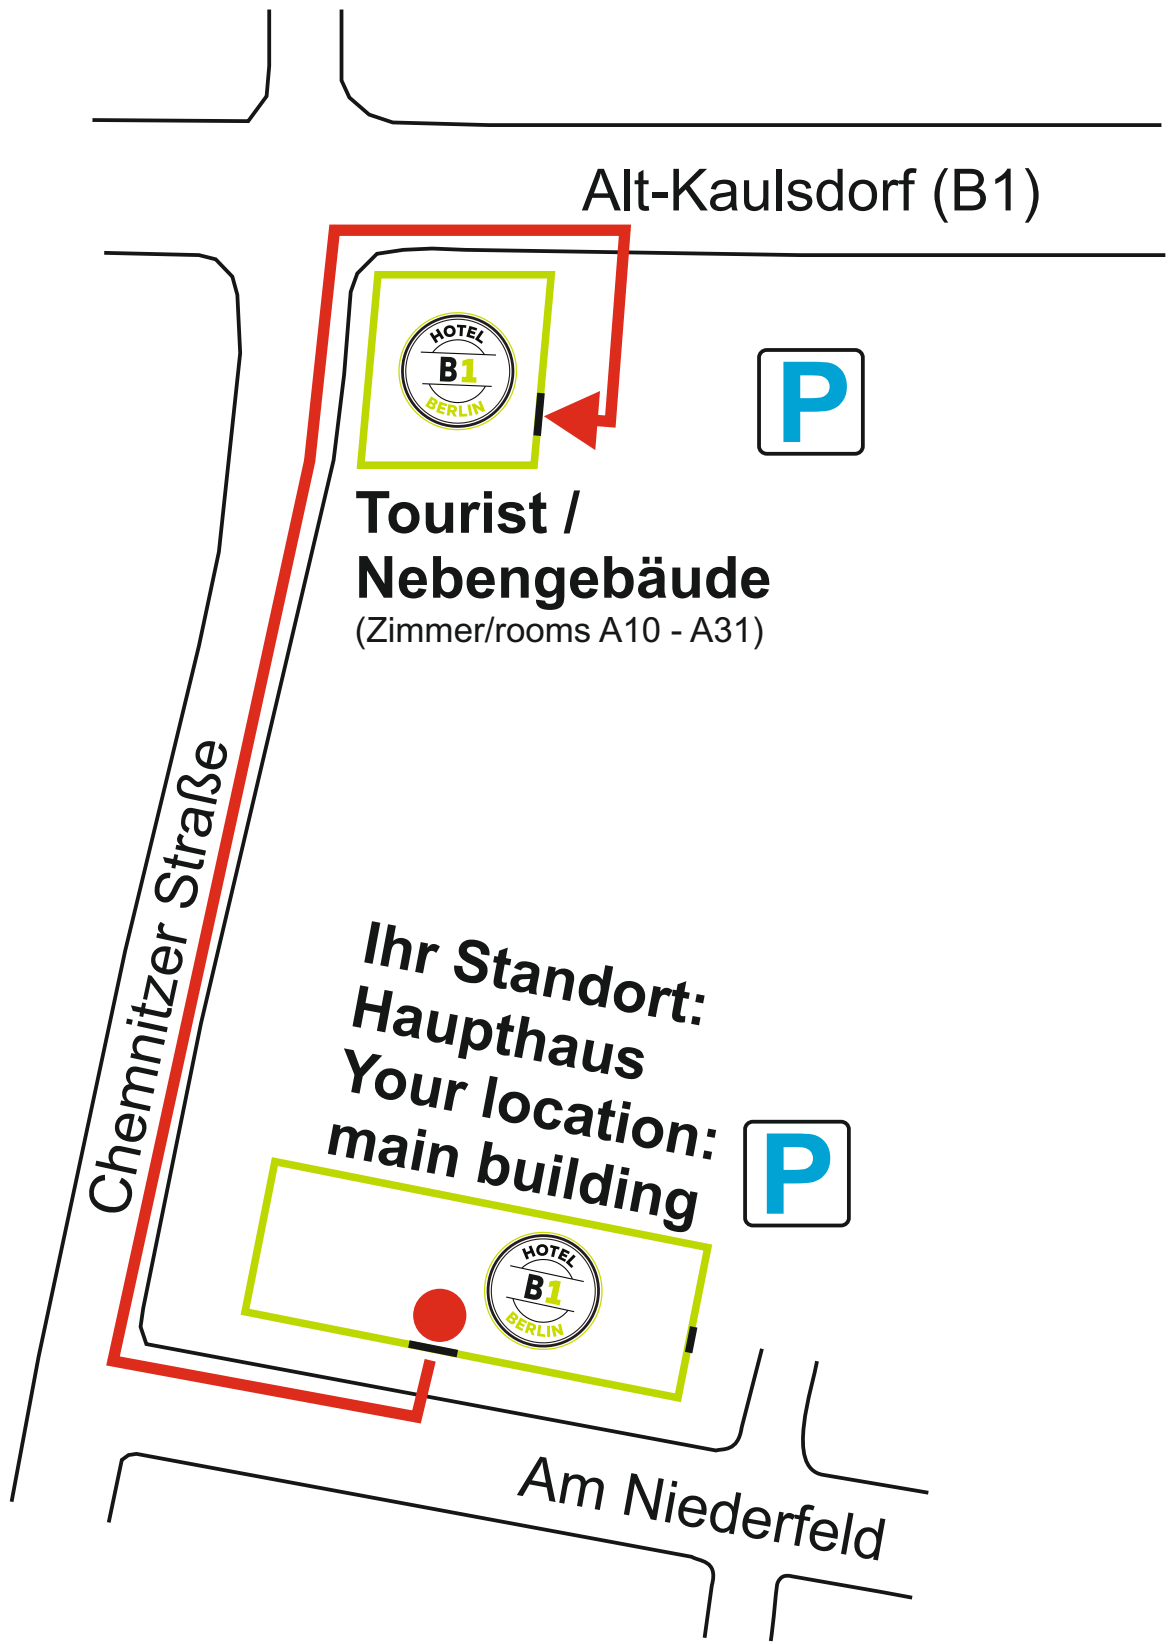 Alt-Kaulsdorf (B1)
HOTEL
B1
BERLIN
P
Tourist /
Nebengebäude
(Zimmer/rooms A10 - A31)
Chemnitzer Straße
Ihr Standort:
Haupthaus
Your location:
main building
P
HOTEL
B1
BERLIN
Am Niederfeld